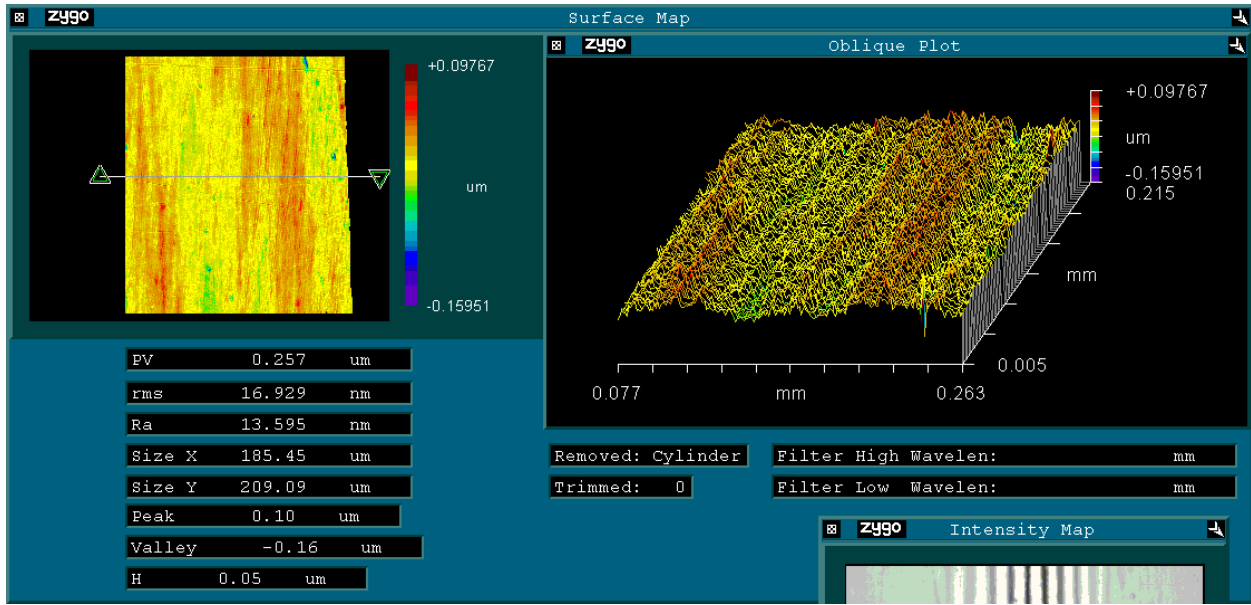 zygo Surface Map
+0.09767
um
-0.15951
zygo Oblique Plot
+0.09767
um
-0.15951
0.215
mm
0.005
0.077 mm 0.263
PV 0.257 um
rms 16.929 nm
Ra 13.595 nm
Size X 185.45 um
Size Y 209.09 um
Peak 0.10 um
Valley -0.16 um
H 0.05 um
Removed: Cylinder
Trimmed: 0
Filter High Wavelen: mm
Filter Low Wavelen: mm
zygo Intensity Map